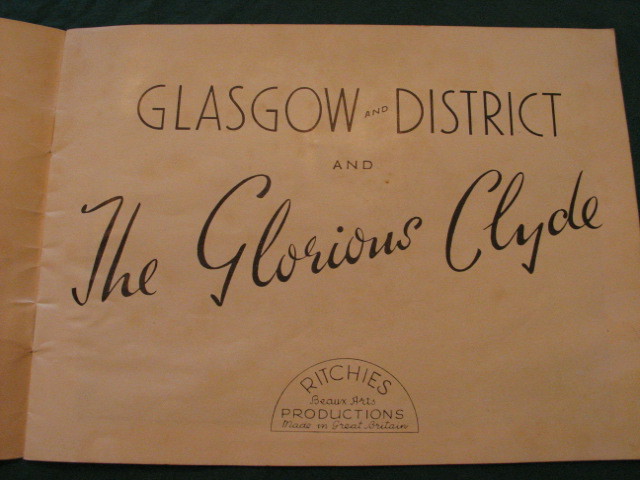 GLASGOW AND DISTRICT
AND
The Glorious Clyde
RITCHIES
Beaux Arts
PRODUCTIONS
Made in Great Britain